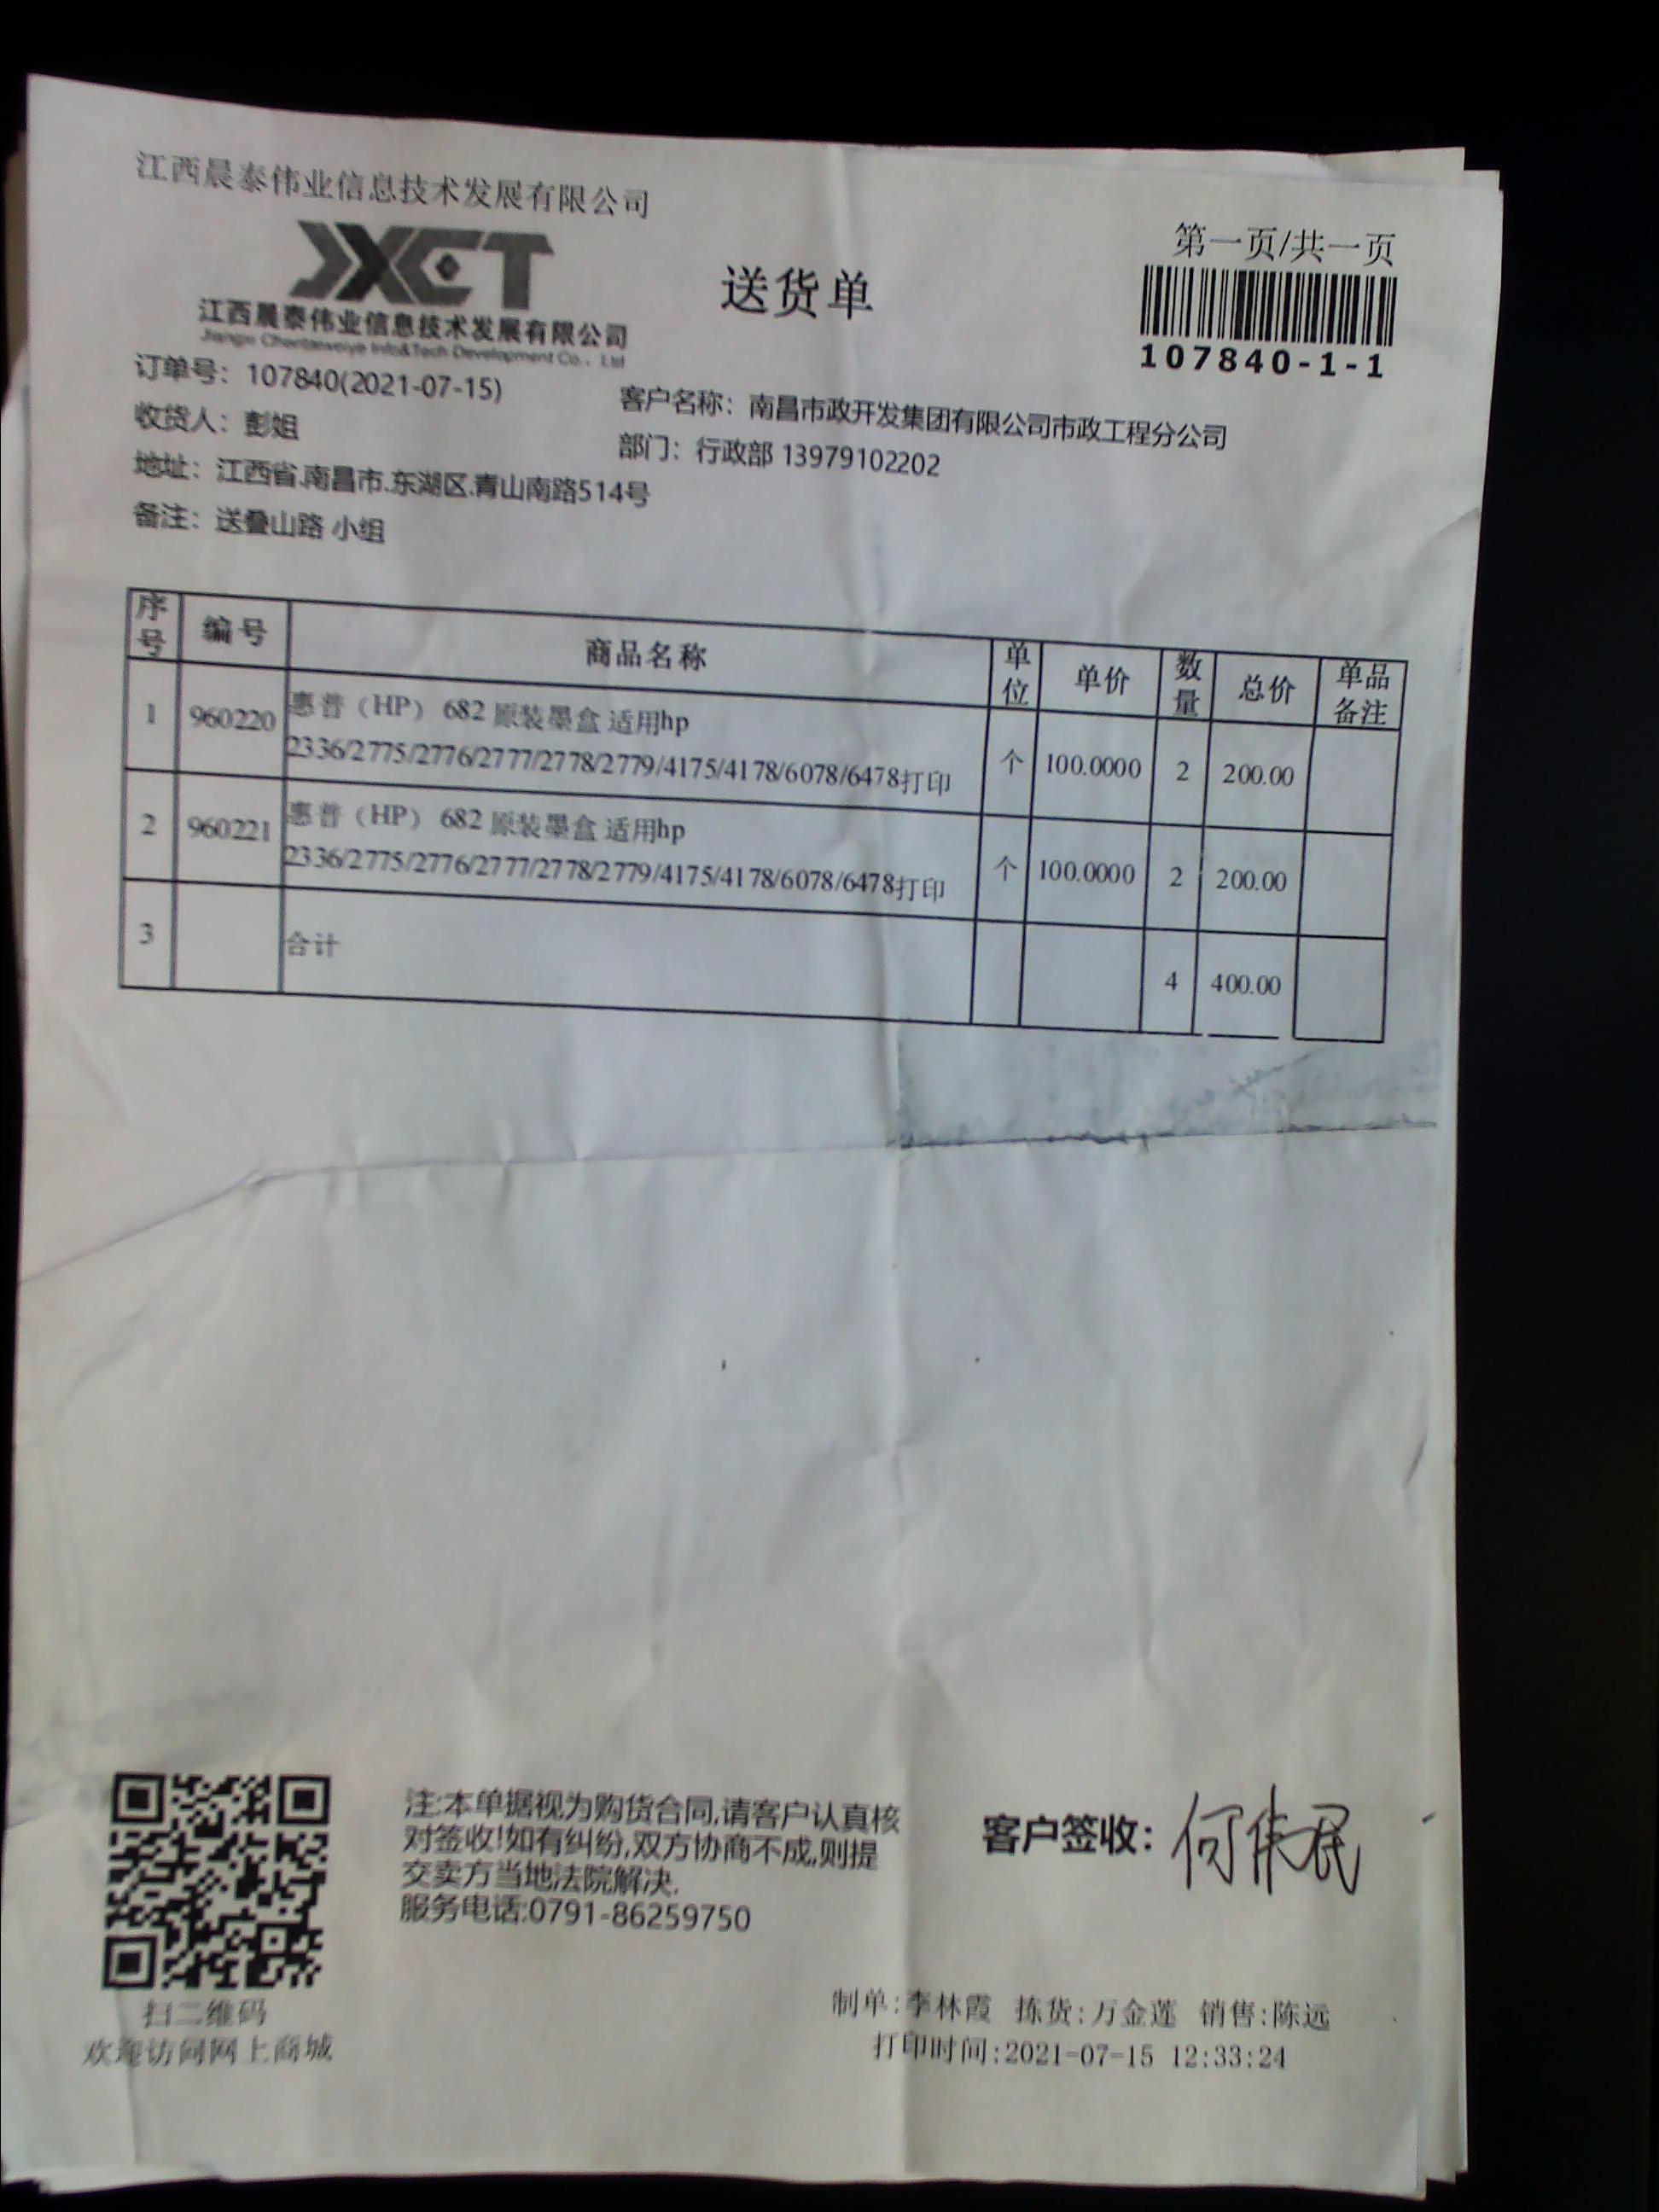 江西晨泰伟业信息技术发展有限公司
JXCT
江西晨泰伟业信息技术发展有限公司
Jiangxi Chentaiweiye Info&Tech Development Co., Ltd
送货单
第一页/共一页
107840-1-1
订单号: 107840(2021-07-15)
客户名称: 南昌市政开发集团有限公司市政工程分公司
收货人: 彭姐
部门: 行政部 13979102202
地址: 江西省.南昌市.东湖区.青山南路514号
备注: 送叠山路 小组
序号 编号 商品名称 单位 单价 数量 总价 单品备注
1 960220 惠普（HP） 682 原装墨盒 适用hp
2336/2775/2776/2777/2778/2779/4175/4178/6078/6478打印 个 100.0000 2 200.00
2 960221 惠普（HP） 682 原装墨盒 适用hp
2336/2775/2776/2777/2778/2779/4175/4178/6078/6478打印 个 100.0000 2 200.00
3 合计 4 400.00
注:本单据视为购货合同,请客户认真核
对签收!如有纠纷,双方协商不成,则提
交卖方当地法院解决.
服务电话:0791-86259750
客户签收: 何伟民
扫二维码
欢迎访问网上商城
制单:李林霞 拣货:万金莲 销售:陈远
打印时间:2021-07-15 12:33:24